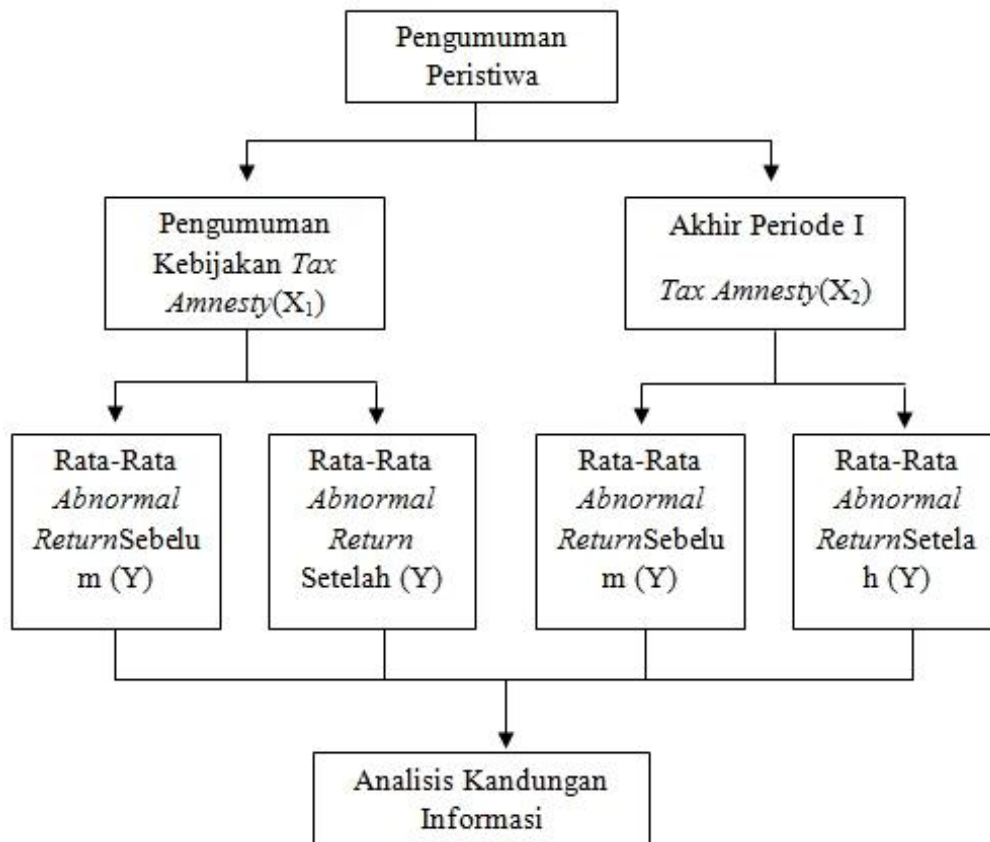 Pengumuman
Peristiwa
Pengumuman
Kebijakan Tax
Amnesty(X₁)
Akhir Periode I
Tax Amnesty(X₂)
Rata-Rata
Abnormal
ReturnSebelu
m (Y)
Rata-Rata
Abnormal
Return
Setelah (Y)
Rata-Rata
Abnormal
ReturnSebelu
m (Y)
Rata-Rata
Abnormal
ReturnSetela
h (Y)
Analisis Kandungan
Informasi